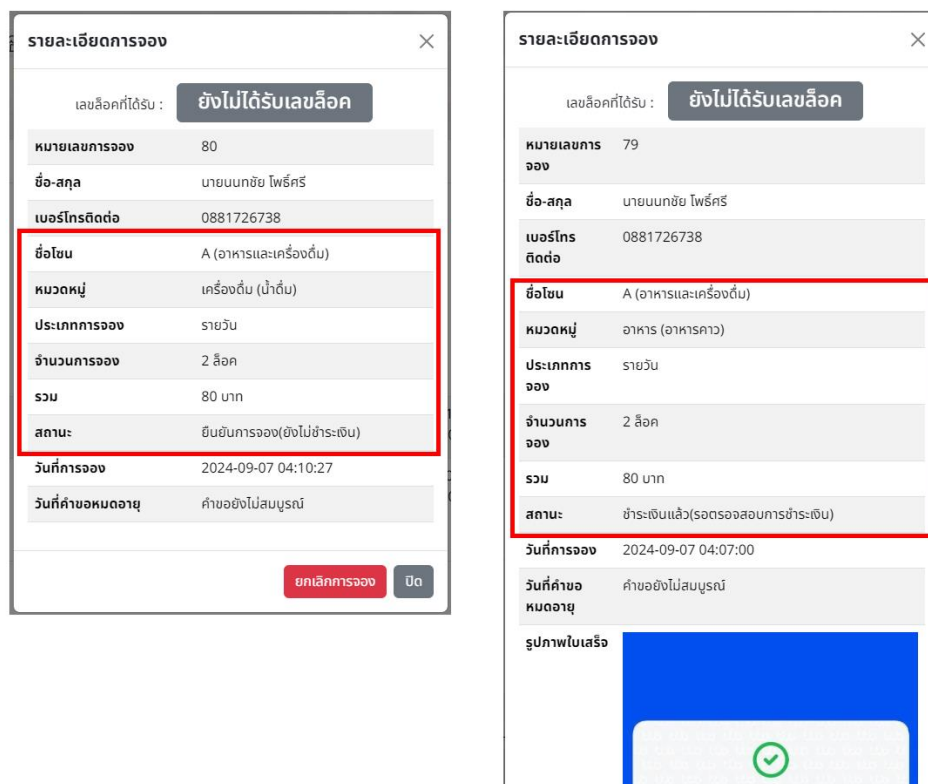 รายละเอียดการจอง
เลขล็อคที่ได้รับ : ยังไม่ได้รับเลขล็อค
หมายเลขการจอง 80
ชื่อ-สกุล นายนนทชัย โพธิ์ศรี
เบอร์โทรติดต่อ 0881726738
ชื่อโซน A (อาหารและเครื่องดื่ม)
หมวดหมู่ เครื่องดื่ม (น้ำดื่ม)
ประเภทการจอง รายวัน
จำนวนการจอง 2 ล็อค
รวม 80 บาท
สถานะ ยืนยันการจอง(ยังไม่ชำระเงิน)
วันที่การจอง 2024-09-07 04:10:27
วันที่คำขอหมดอายุ คำขอยังไม่สมบูรณ์
ยกเลิกการจอง ปิด
รายละเอียดการจอง
เลขล็อคที่ได้รับ : ยังไม่ได้รับเลขล็อค
หมายเลขการ 79
จอง
ชื่อ-สกุล นายนนทชัย โพธิ์ศรี
เบอร์โทร 0881726738
ติดต่อ
ชื่อโซน A (อาหารและเครื่องดื่ม)
หมวดหมู่ อาหาร (อาหารคาว)
ประเภทการ รายวัน
จอง
จำนวนการ 2 ล็อค
จอง
รวม 80 บาท
สถานะ ชำระเงินแล้ว(รอตรวจสอบการชำระเงิน)
วันที่การจอง 2024-09-07 04:07:00
วันที่คำขอ คำขอยังไม่สมบูรณ์
หมดอายุ
รูปภาพใบเสร็จ